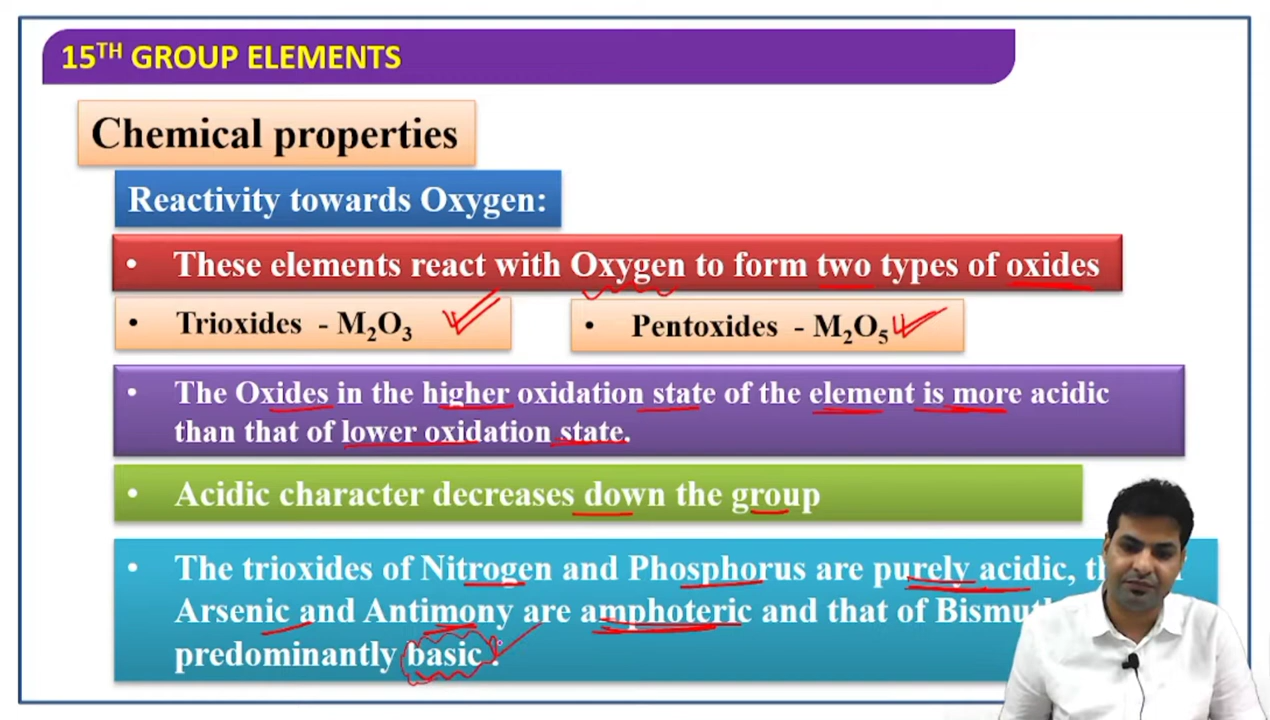 15TH GROUP ELEMENTS
Chemical properties
Reactivity towards Oxygen:
• These elements react with Oxygen to form two types of oxides
• Trioxides - M₂O₃
• Pentoxides - M₂O₅
• The Oxides in the higher oxidation state of the element is more acidic
than that of lower oxidation state.
• Acidic character decreases down the group
• The trioxides of Nitrogen and Phosphorus are purely acidic,
Arsenic and Antimony are amphoteric and that of
predominantly basic .